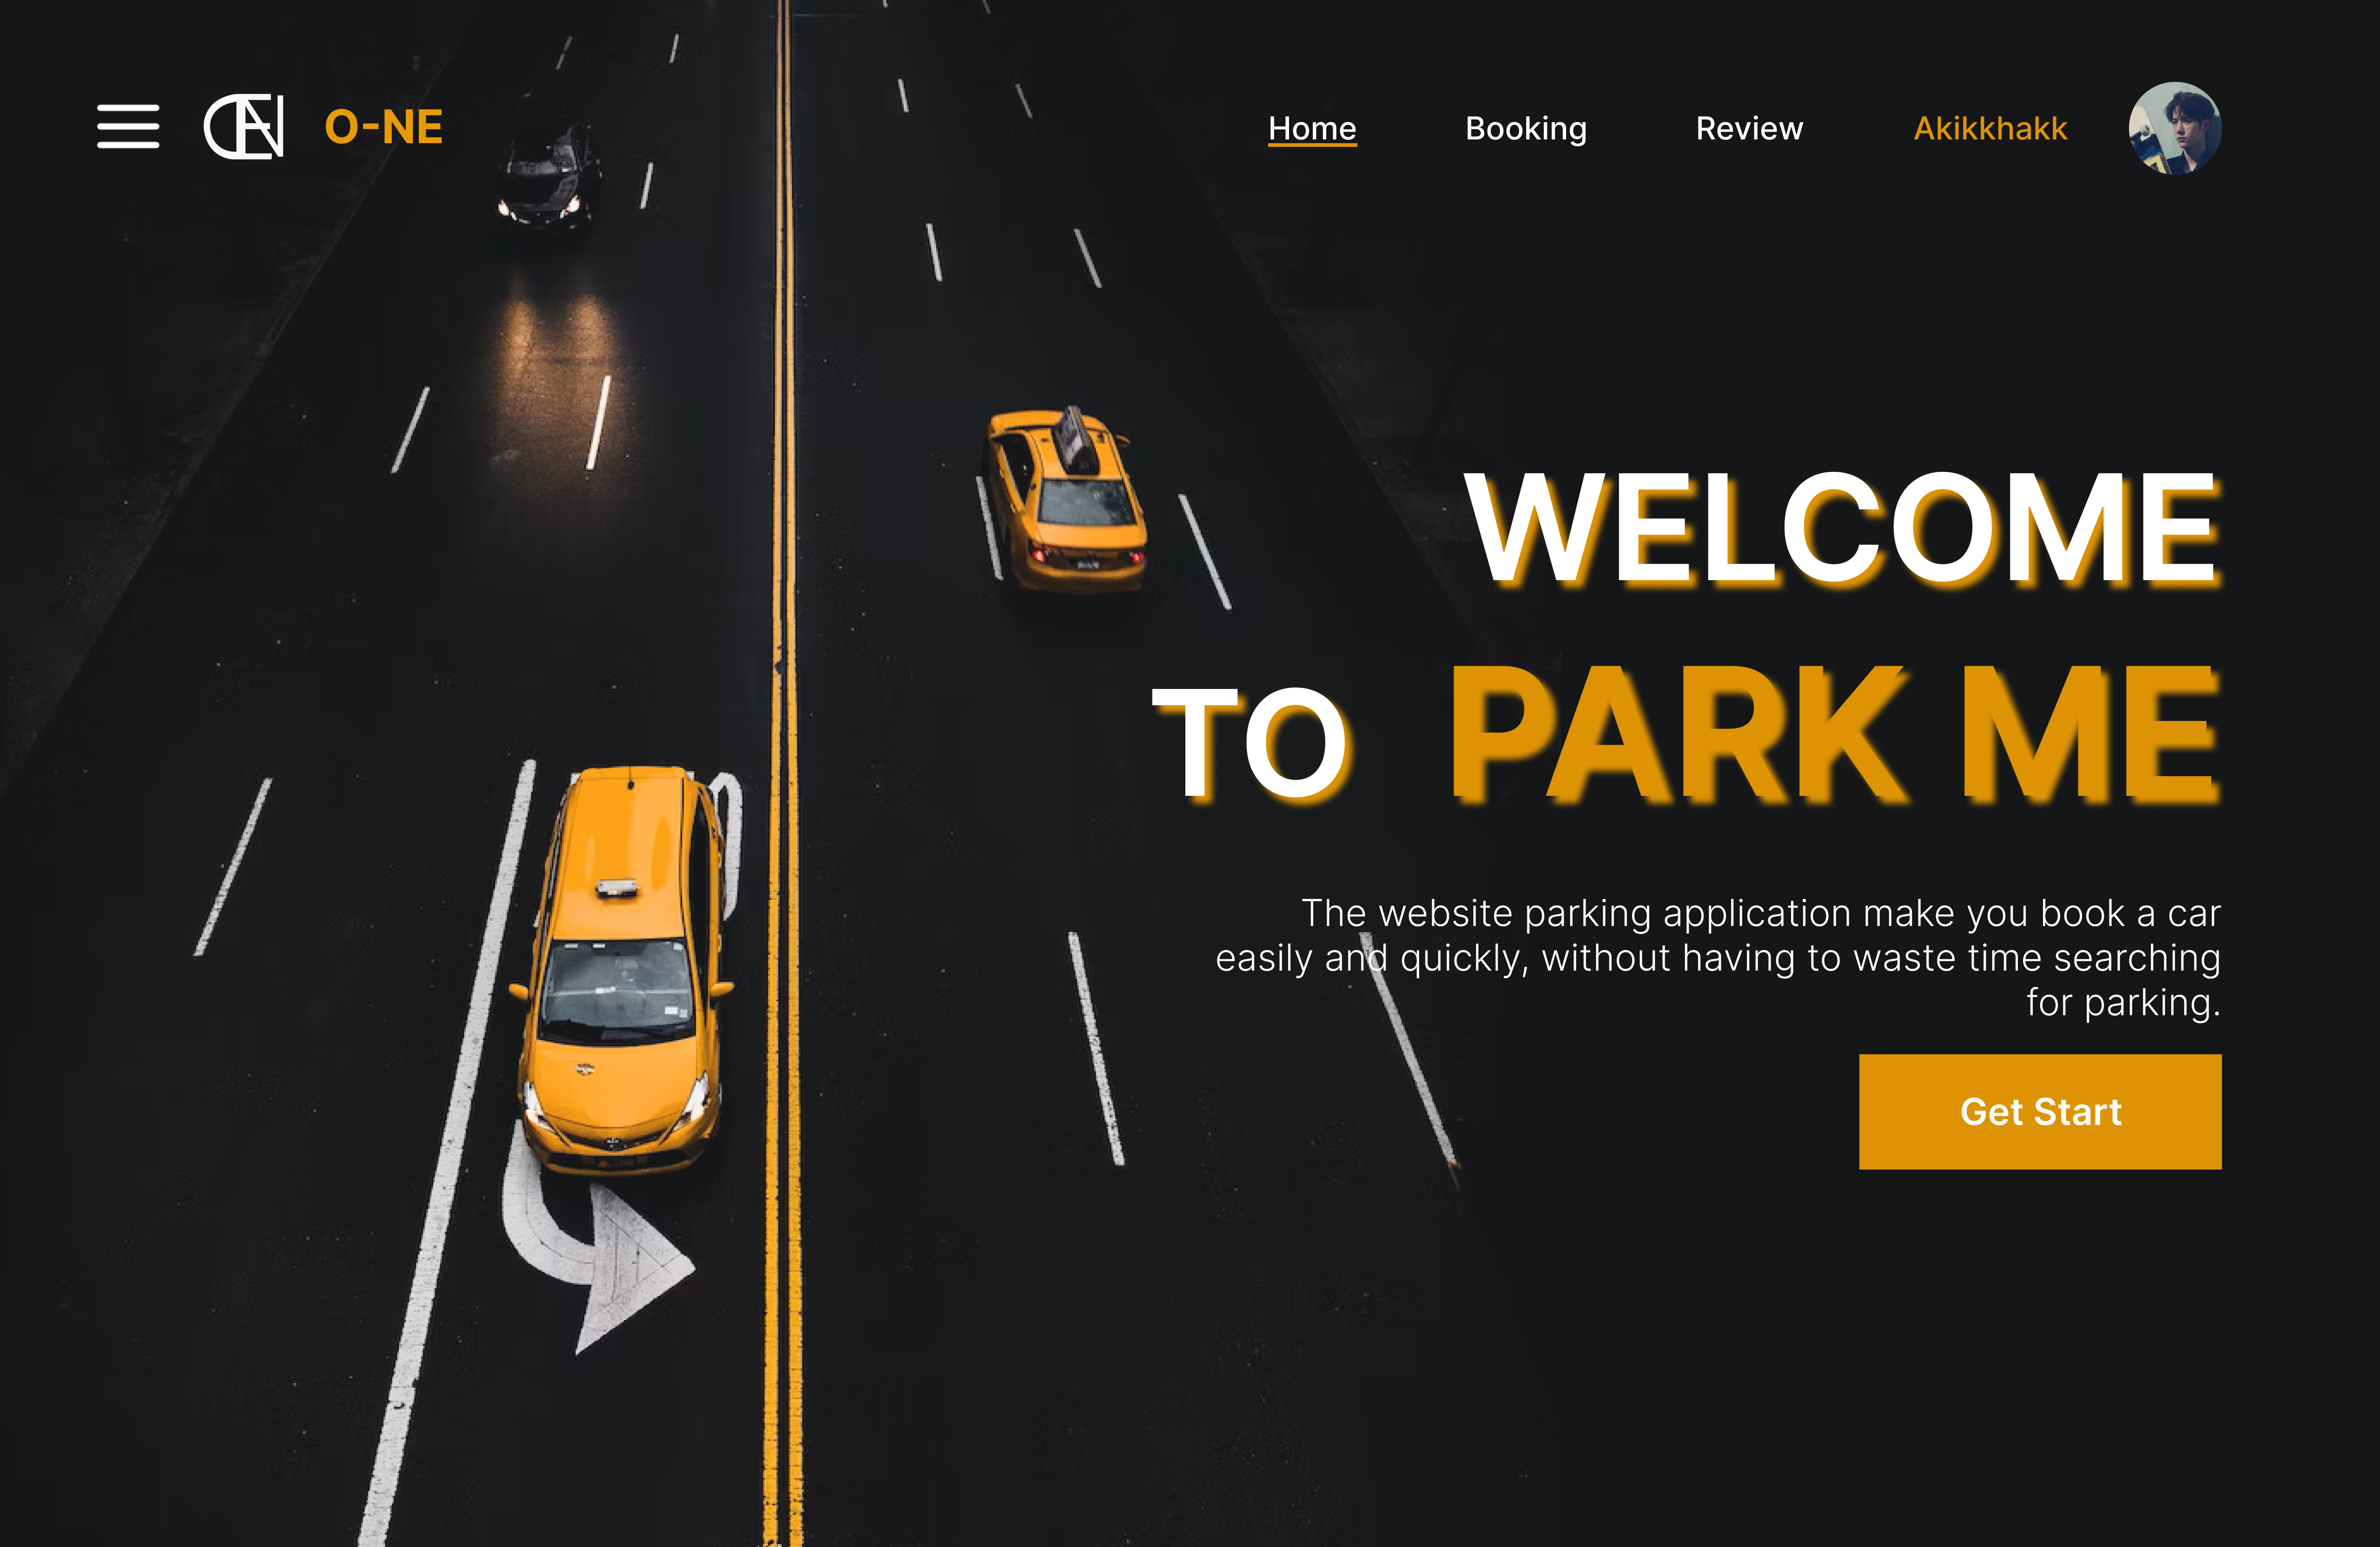 O-NE
Home Booking Review Akikkhakk
WELCOME
TO PARK ME
The website parking application make you book a car
easily and quickly, without having to waste time searching
for parking.
Get Start